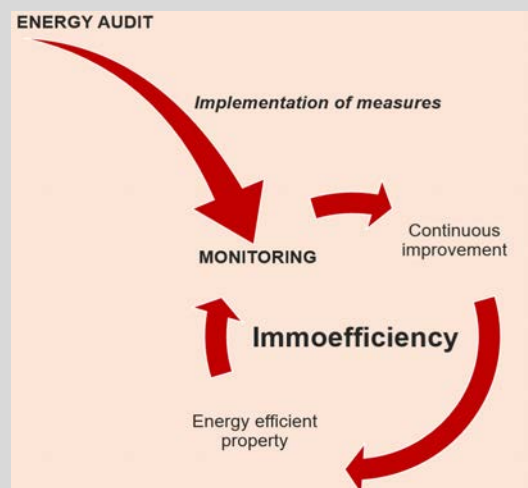 ENERGY AUDIT
Implementation of measures
MONITORING
Continuous
improvement
Immoefficiency
Energy efficient
property